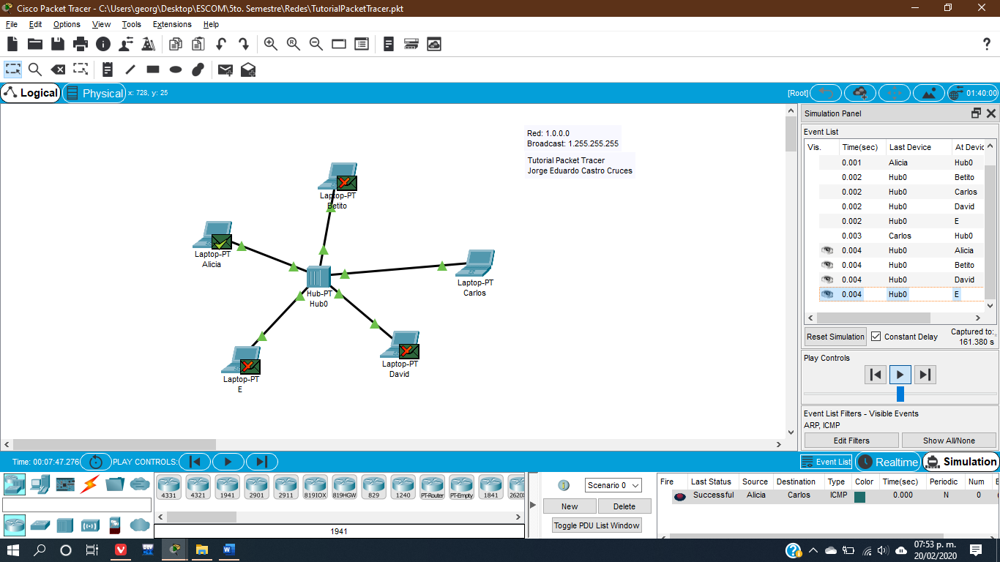 Cisco Packet Tracer - C:\Users\georg\Desktop\ESCOM\5to. Semestre\Redes\TutorialPacketTracer.pkt
File Edit Options View Tools Extensions Help
Logical Physical x: 728, y: 25 [Root] 01:40:00
Red: 1.0.0.0
Broadcast: 1.255.255.255
Tutorial Packet Tracer
Jorge Eduardo Castro Cruces
Laptop-PT
Betito
Laptop-PT
Alicia
Laptop-PT
Carlos
Hub-PT
Hub0
Laptop-PT
David
Laptop-PT
E
Simulation Panel
Event List
Vis. Time(sec) Last Device At Devic
0.001 Alicia Hub0
0.002 Hub0 Betito
0.002 Hub0 Carlos
0.002 Hub0 David
0.002 Hub0 E
0.003 Carlos Hub0
0.004 Hub0 Alicia
0.004 Hub0 Betito
0.004 Hub0 David
0.004 Hub0 E
Reset Simulation Constant Delay Captured to:
161.380 s
Play Controls
Event List Filters - Visible Events
ARP, ICMP
Edit Filters Show All/None
Time: 00:07:47.276 PLAY CONTROLS: Event List Realtime Simulation
4331 4321 1941 2901 2911 819IOX 819HGW 829 1240 PT-Router PT-Empty 1841 2620X
1941
Scenario 0
New Delete
Toggle PDU List Window
Fire Last Status Source Destination Type Color Time(sec) Periodic Num E
Successful Alicia Carlos ICMP 0.000 N 0 (
07:53 p. m.
20/02/2020